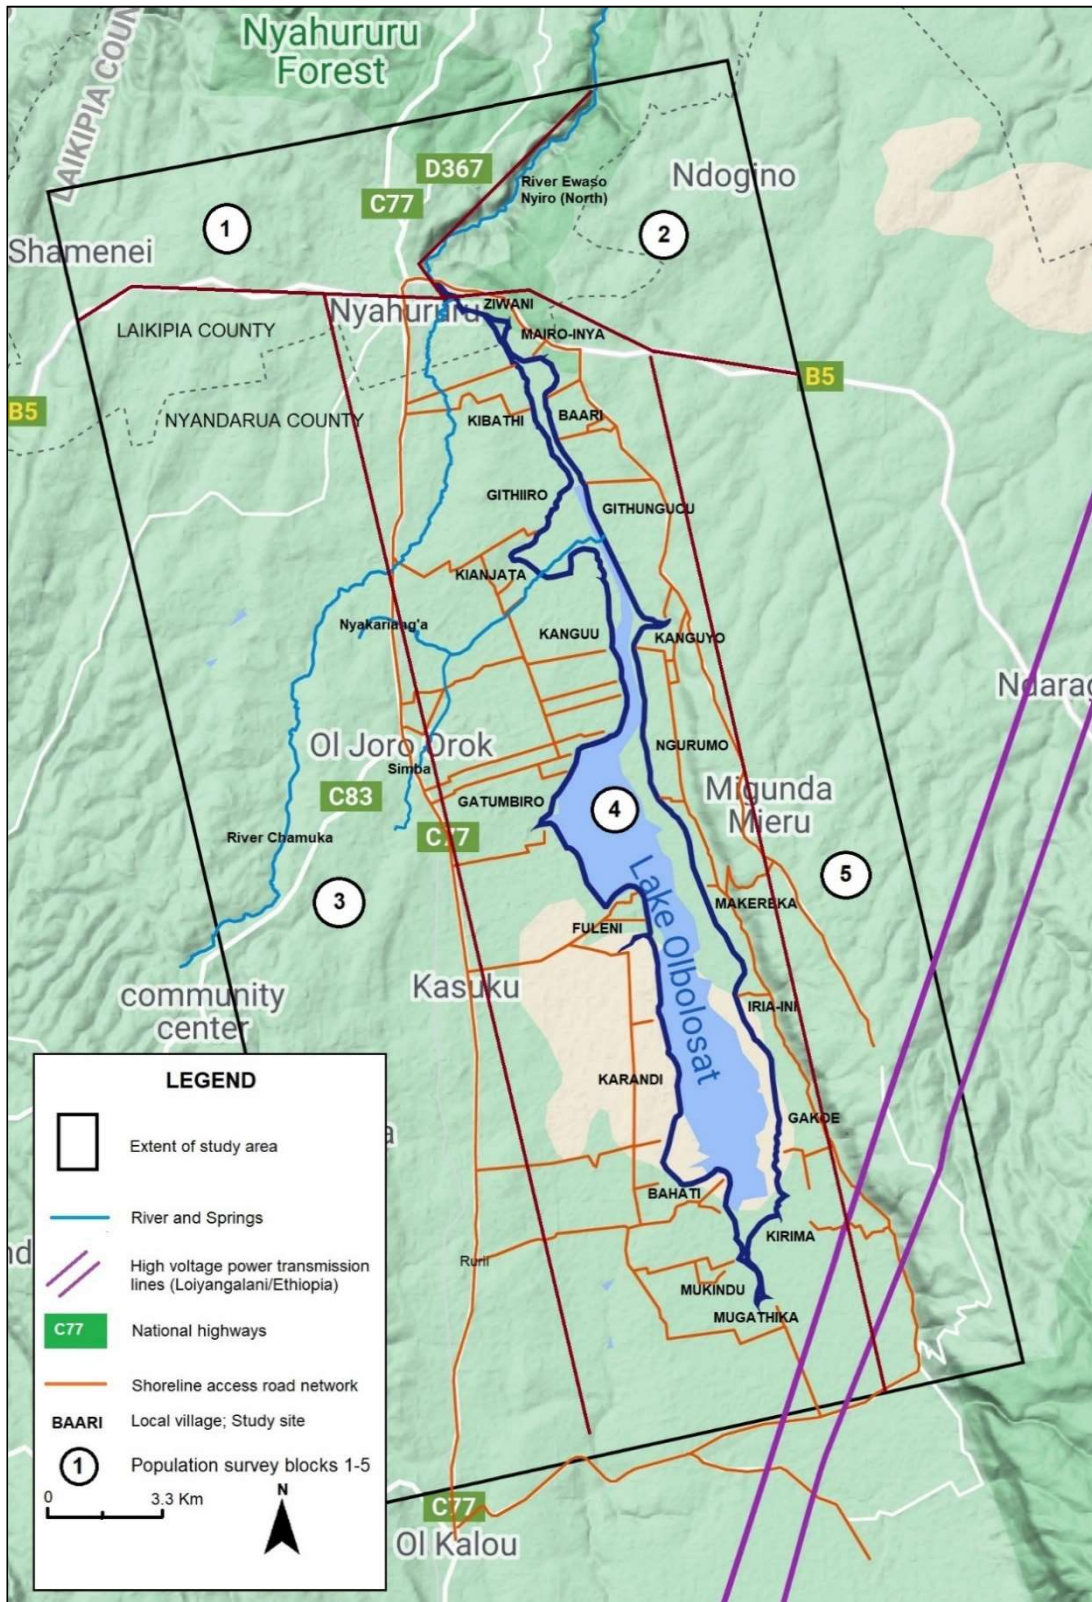 Nyahururu
Forest
LAIKIPIA COUN
D367
C77
River Ewaso
Nyiro (North)
Ndogino
1
2
Shamenei
ZIWANI
Nyahururu
LAIKIPIA COUNTY
MAIRO-INYA
B5
B5
NYANDARUA COUNTY
KIBATHI
BAARI
GITHIIRO
GITHUNGUCU
KIANJATA
Nyakariang'a
KANGUU
KANGUYO
Ndarag
Ol Joro Orok
NGURUMO
Simba
C83
GATUMBIRO
Migunda
Mieru
4
C77
River Chamuka
Lake Olbolosat
5
3
MAKEREKA
FULENI
Kasuku
community
center
IRIA-INI
KARANDI
GAKOE
a
BAHATI
KIRIMA
nd
Rurii
MUKINDU
MUGATHIKA
C77
Ol Kalou
LEGEND
Extent of study area
River and Springs
High voltage power transmission
lines (Loiyangalani/Ethiopia)
C77 National highways
Shoreline access road network
BAARI Local village; Study site
1 Population survey blocks 1-5
0 3.3 Km
N